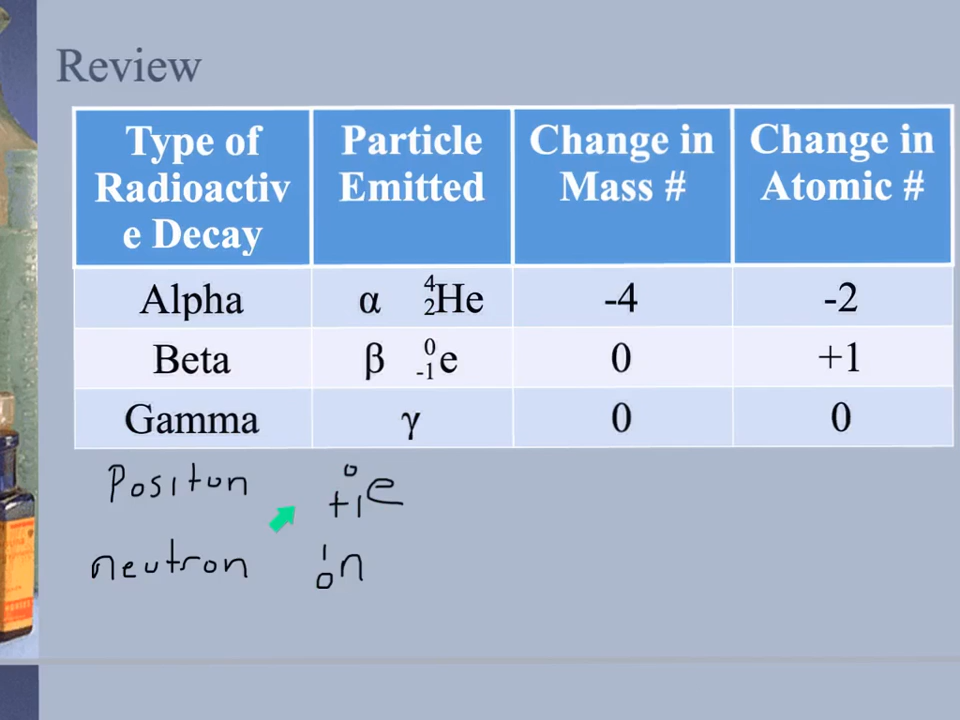 Review
Type of Radioactiv e Decay Particle Emitted Change in Mass # Change in Atomic #
Alpha α ⁴₂He -4 -2
Beta β ⁰₋₁e 0 +1
Gamma γ 0 0
Positon ⁰₊₁e
neutron ¹₀n